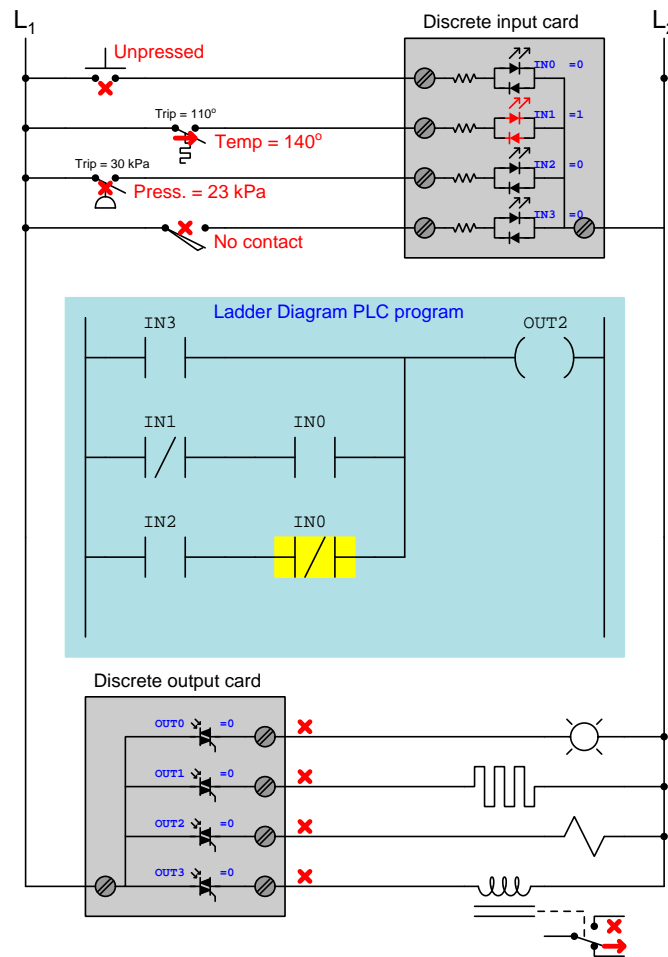 L1 Discrete input card L2
Unpressed
IN0 =0
Trip = 110o
IN1 =1
Temp = 140o
Trip = 30 kPa
IN2 =0
Press. = 23 kPa
IN3 =0
No contact
Ladder Diagram PLC program
IN3 OUT2
IN1 IN0
IN2 IN0
Discrete output card
OUT0 =0
OUT1 =0
OUT2 =0
OUT3 =0